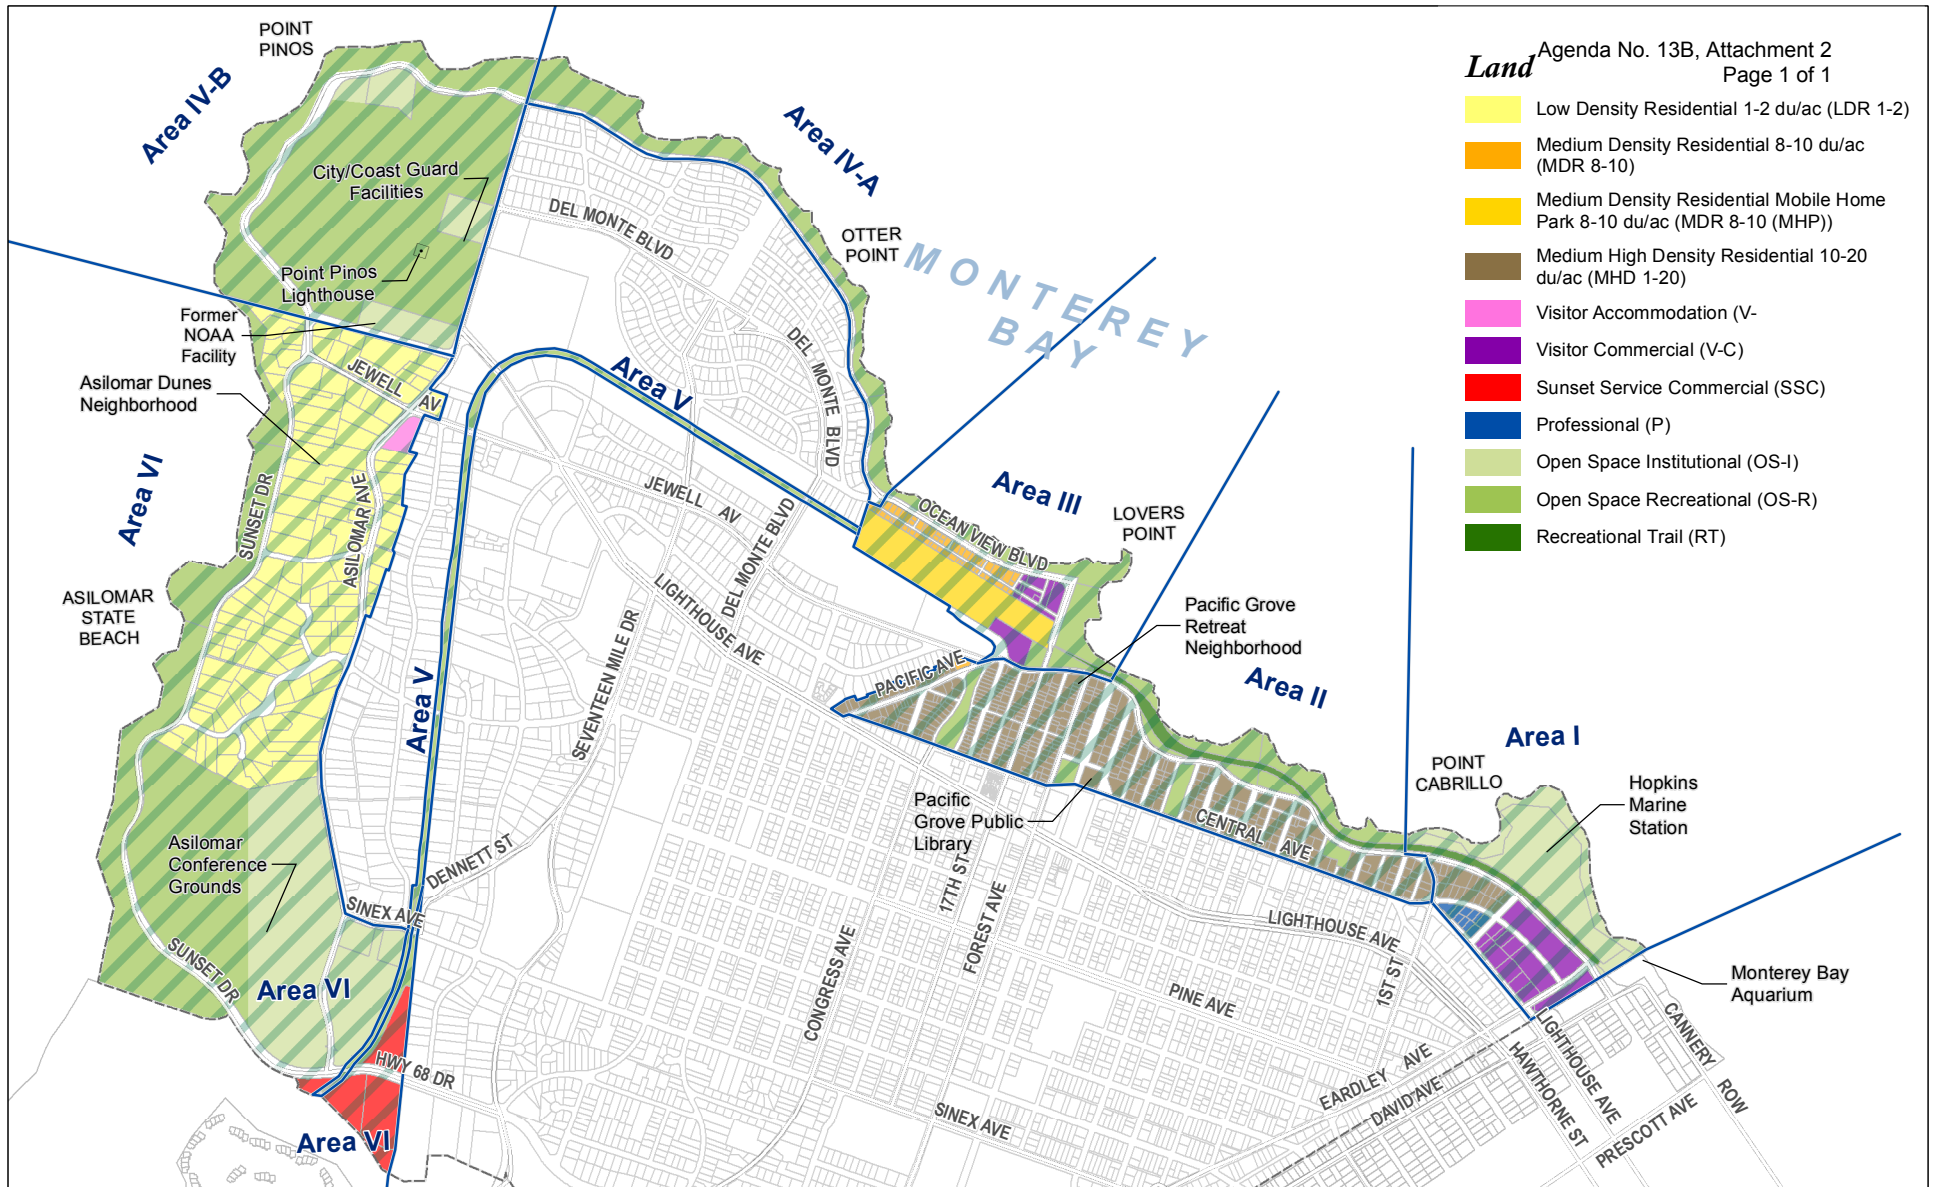 Agenda No. 13B, Attachment 2
Page 1 of 1
Land
Low Density Residential 1-2 du/ac (LDR 1-2)
Medium Density Residential 8-10 du/ac
(MDR 8-10)
Medium Density Residential Mobile Home
Park 8-10 du/ac (MDR 8-10 (MHP))
Medium High Density Residential 10-20
du/ac (MHD 1-20)
Visitor Accommodation (V-
Visitor Commercial (V-C)
Sunset Service Commercial (SSC)
Professional (P)
Open Space Institutional (OS-I)
Open Space Recreational (OS-R)
Recreational Trail (RT)
POINT
PINOS
Area IV-B
Area IV-A
City/Coast Guard
Facilities
DEL MONTE BLVD
OTTER
POINT
MONTEREY
BAY
Point Pinos
Lighthouse
Former
NOAA
Facility
Asilomar Dunes
Neighborhood
JEWELL AV
Area V
DEL MONTE BLVD
Area VI
SUNSET DR
ASILOMAR AVE
JEWELL AV
DEL MONTE BLVD
Area III
OCEAN VIEW BLVD
LOVERS
POINT
ASILOMAR
STATE
BEACH
LIGHTHOUSE AVE
SEVENTEEN MILE DR
PACIFIC AVE
Pacific Grove
Retreat
Neighborhood
Area II
Area V
Area I
POINT
CABRILLO
Hopkins
Marine
Station
Pacific
Grove Public
Library
CENTRAL AVE
Asilomar
Conference
Grounds
DENNETT ST
SINEX AVE
17TH ST
FOREST AVE
CONGRESS AVE
LIGHTHOUSE AVE
1ST ST
PINE AVE
Monterey Bay
Aquarium
SUNSET DR
Area VI
HWY 68 DR
Area VI
SINEX AVE
EARDLEY AVE
DAVID AVE
HAWTHORNE ST
LIGHTHOUSE AVE
CANNERY ROW
PRESCOTT AVE